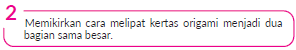 2
Memikirkan cara melipat kertas origami menjadi dua
bagian sama besar.